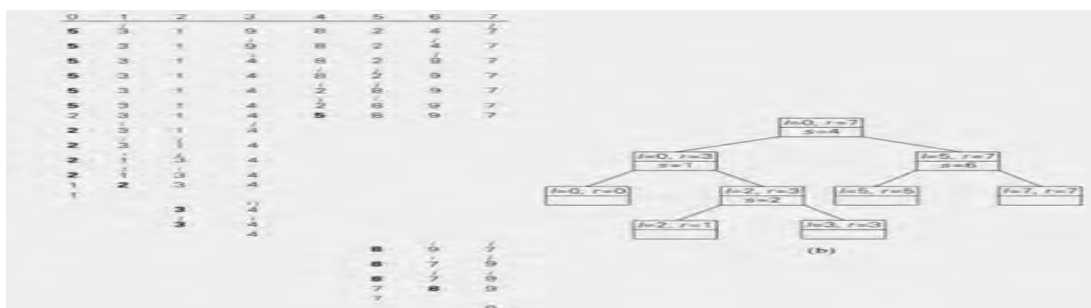 0 1 2 3 4 5 6 7
5 3 1 9 8 2 4 7
5 3 1 9 8 2 4 7
5 3 1 4 8 2 9 7
5 3 1 4 8 2 9 7
5 3 1 4 2 8 9 7
5 3 1 4 2 8 9 7
2 3 1 4 5 8 9 7
2 3 1 4
2 3 1 4
2 1 3 4
2 1 3 4
1 2 3 4
1
3 4
3 4
4
8 9 7
8 7 9
8 7 9
7 8 9
7
9
l=0, r=7
s=4
l=0, r=3
s=1
l=5, r=7
s=6
l=0, r=0
l=2, r=3
s=2
l=5, r=5
l=7, r=7
l=2, r=1
l=3, r=3
(b)